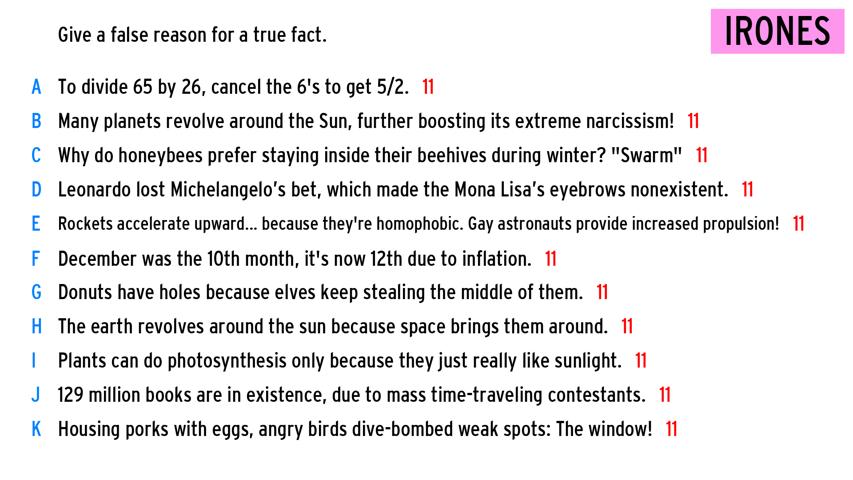 IRONES
Give a false reason for a true fact.
A To divide 65 by 26, cancel the 6's to get 5/2. 11
B Many planets revolve around the Sun, further boosting its extreme narcissism! 11
C Why do honeybees prefer staying inside their beehives during winter? "Swarm" 11
D Leonardo lost Michelangelo’s bet, which made the Mona Lisa’s eyebrows nonexistent. 11
E Rockets accelerate upward... because they're homophobic. Gay astronauts provide increased propulsion! 11
F December was the 10th month, it's now 12th due to inflation. 11
G Donuts have holes because elves keep stealing the middle of them. 11
H The earth revolves around the sun because space brings them around. 11
I Plants can do photosynthesis only because they just really like sunlight. 11
J 129 million books are in existence, due to mass time-traveling contestants. 11
K Housing porks with eggs, angry birds dive-bombed weak spots: The window! 11